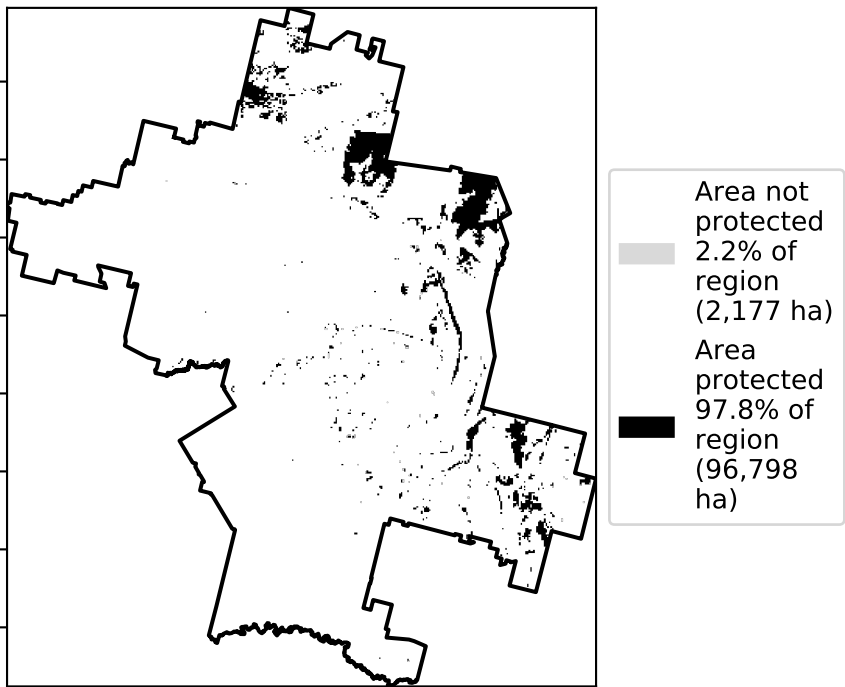 Area not
protected
2.2% of
region
(2,177 ha)
Area
protected
97.8% of
region
(96,798
ha)